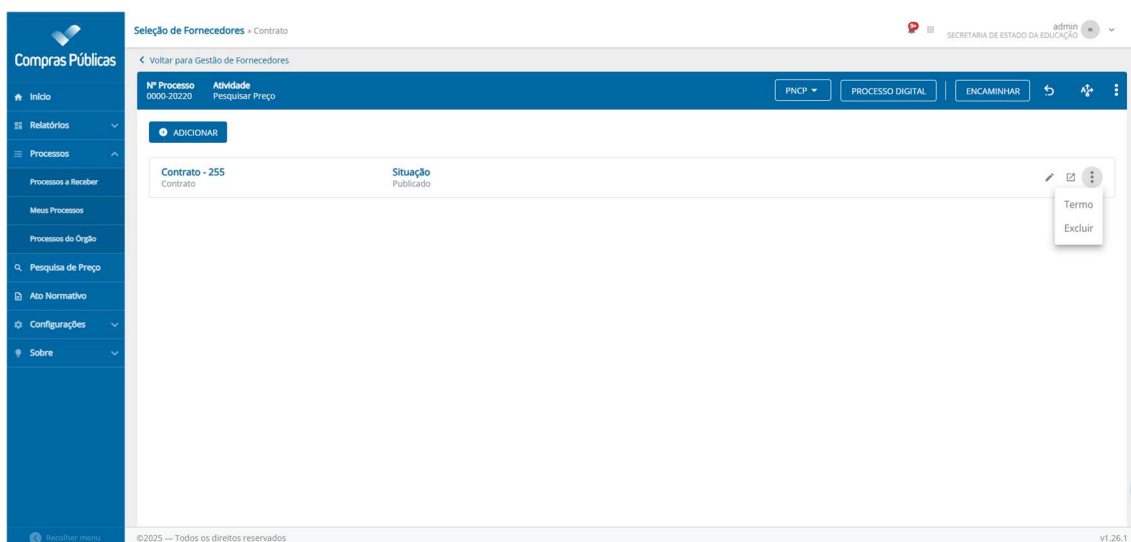 Compras Públicas
Início
Relatórios
Processos
Processos a Receber
Meus Processos
Processos do Órgão
Pesquisa de Preço
Ato Normativo
Configurações
Sobre
Recolher menu
Seleção de Fornecedores » Contrato
9+
admin
SECRETARIA DE ESTADO DA EDUCAÇÃO
Voltar para Gestão de Fornecedores
Nº Processo Atividade
0000-20220 Pesquisar Preço
PNCP PROCESSO DIGITAL ENCAMINHAR
ADICIONAR
Contrato - 255 Situação
Contrato Publicado
Termo
Excluir
©2025 — Todos os direitos reservados v1.26.1